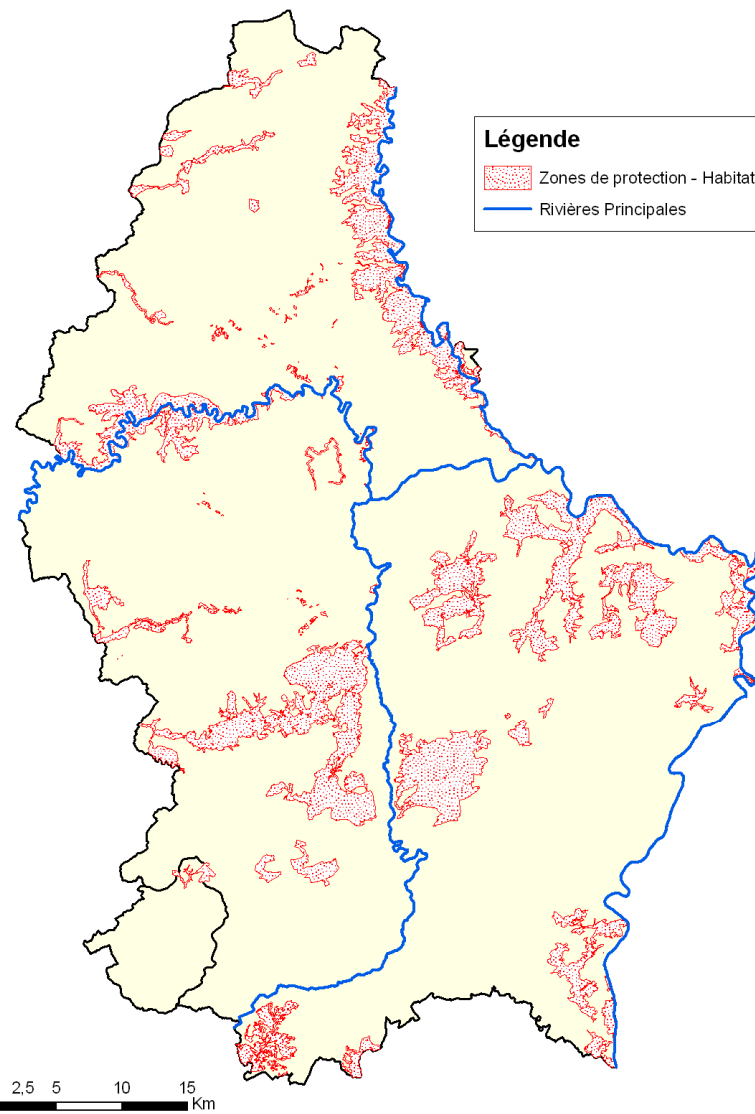 Légende
Zones de protection - Habitat
Rivières Principales
2,5 5 10 15
Km